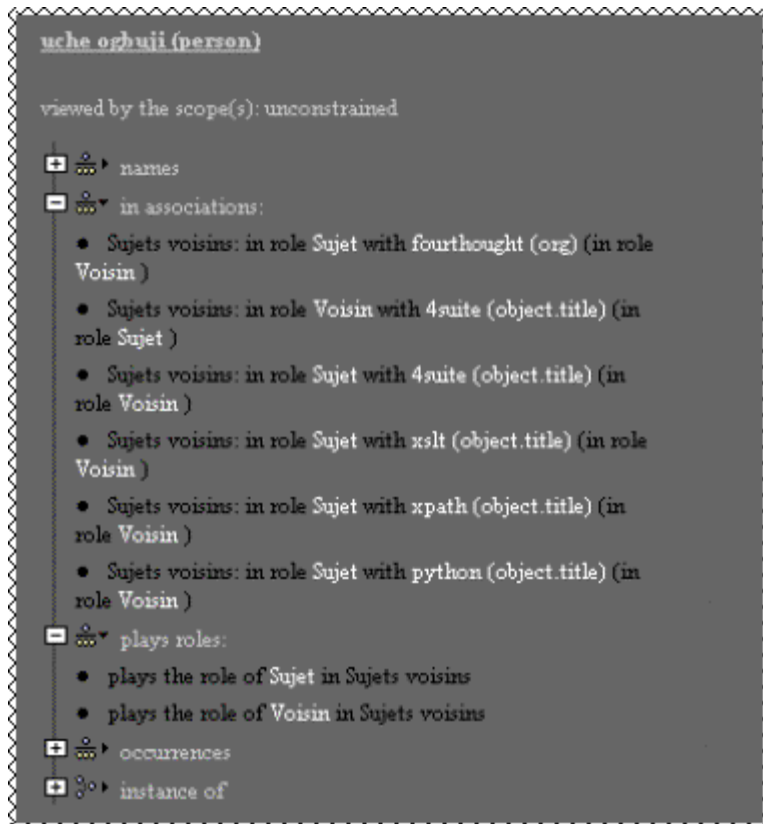 uche ogbuji (person)
viewed by the scope(s): unconstrained
names
in associations:
Sujets voisins: in role Sujet with fourthought (org) (in role
Voisin )
Sujets voisins: in role Voisin with 4suite (object.title) (in
role Sujet )
Sujets voisins: in role Sujet with 4suite (object.title) (in
role Voisin )
Sujets voisins: in role Sujet with xslt (object.title) (in role
Voisin )
Sujets voisins: in role Sujet with xpath (object.title) (in
role Voisin )
Sujets voisins: in role Sujet with python (object.title) (in
role Voisin )
plays roles:
plays the role of Sujet in Sujets voisins
plays the role of Voisin in Sujets voisins
occurrences
instance of